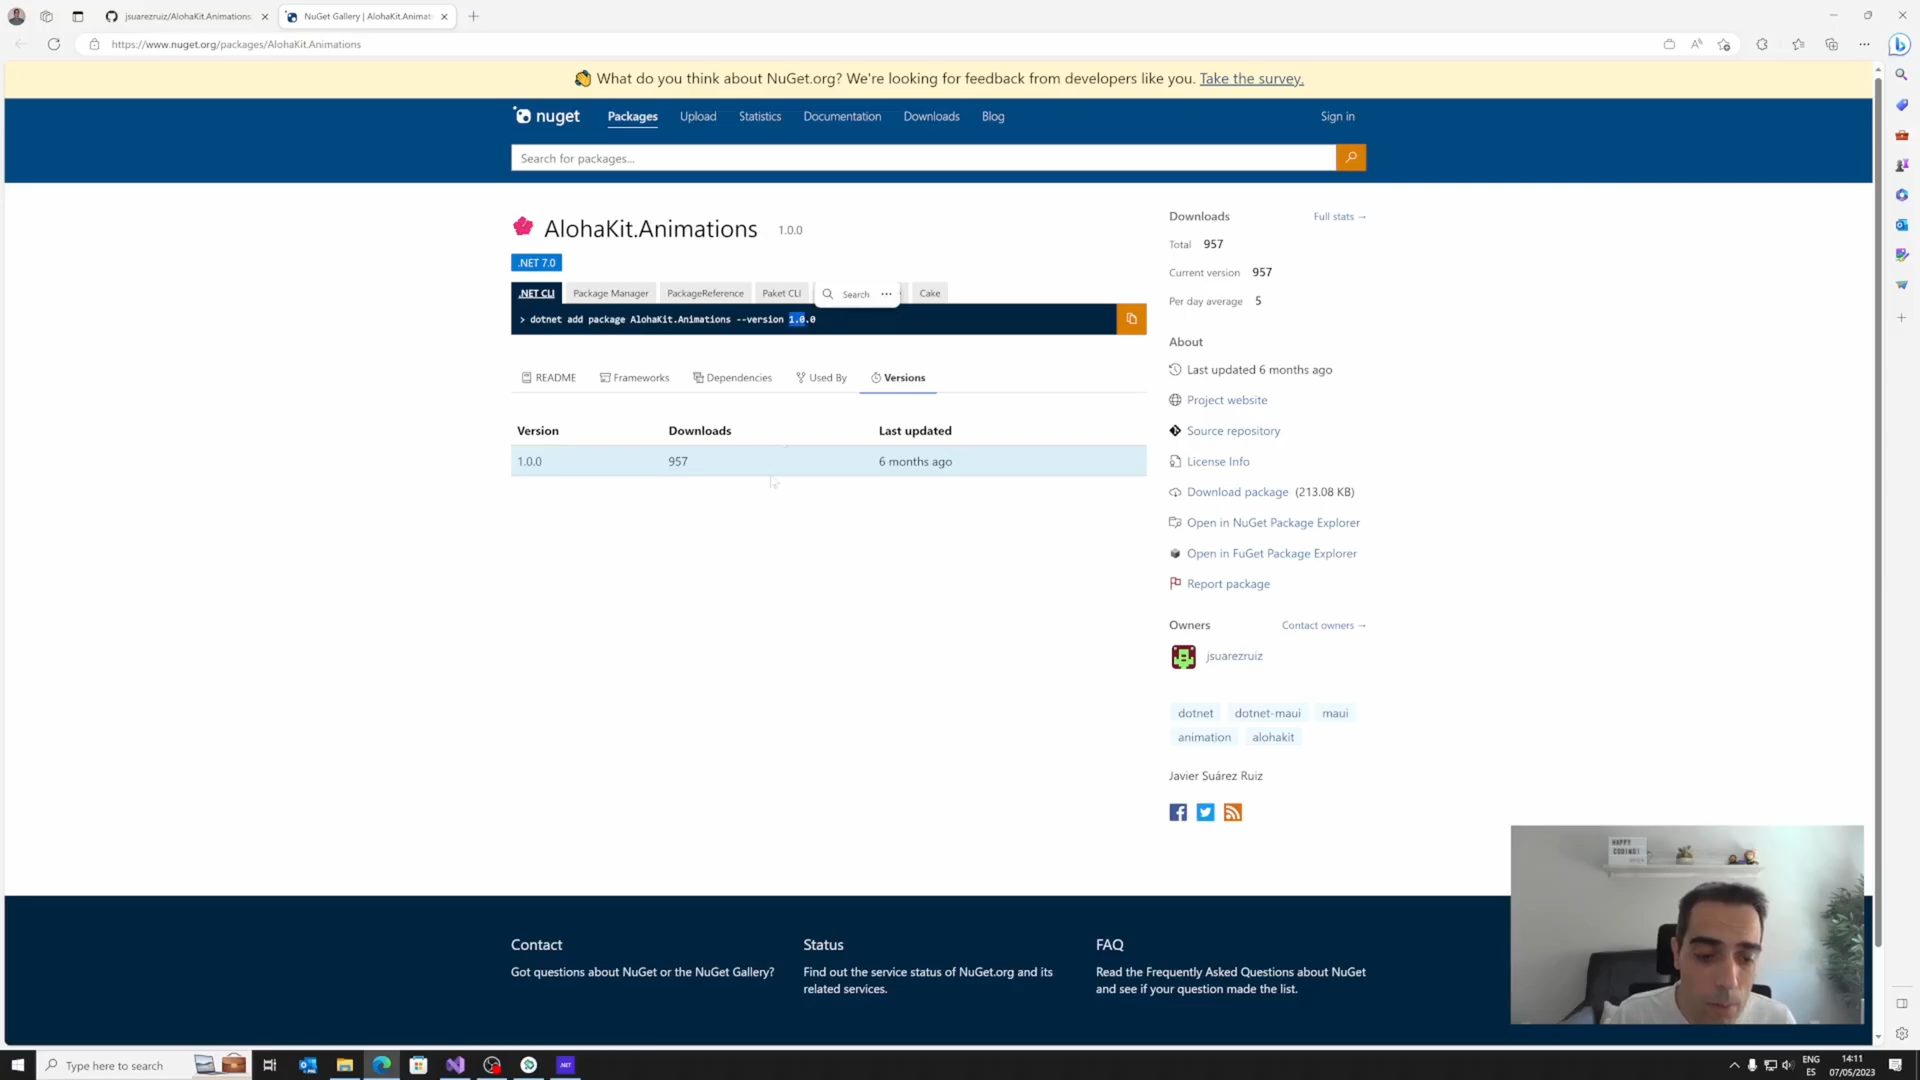 jsuarezruiz/AlohaKit.Animations
NuGet Gallery | AlohaKit.Animat
https://www.nuget.org/packages/AlohaKit.Animations
What do you think about NuGet.org? We're looking for feedback from developers like you. Take the survey.
nuget
Packages
Upload
Statistics
Documentation
Downloads
Blog
Sign in
Search for packages...
AlohaKit.Animations 1.0.0
.NET 7.0
.NET CLI
Package Manager
PackageReference
Paket CLI
Search
Cake
> dotnet add package AlohaKit.Animations --version 1.0.0
README
Frameworks
Dependencies
Used By
Versions
Version Downloads Last updated
1.0.0 957 6 months ago
Downloads
Full stats →
Total 957
Current version 957
Per day average 5
About
Last updated 6 months ago
Project website
Source repository
License Info
Download package (213.08 KB)
Open in NuGet Package Explorer
Open in FuGet Package Explorer
Report package
Owners
Contact owners →
jsuarezruiz
dotnet dotnet-maui maui
animation alohakit
Javier Suárez Ruiz
HAPPY
CODING!
Contact
Got questions about NuGet or the NuGet Gallery?
Status
Find out the service status of NuGet.org and its
related services.
FAQ
Read the Frequently Asked Questions about NuGet
and see if your question made the list.
Type here to search
.NET
ENG
ES
14:11
07/05/2023